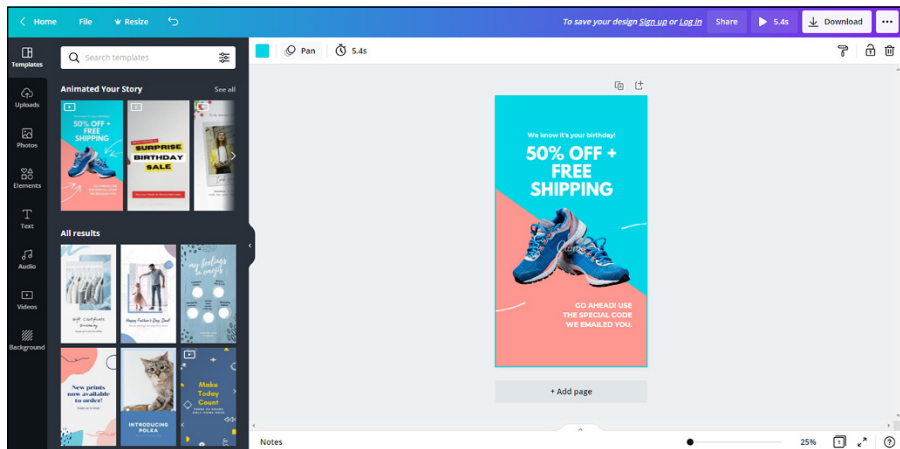 Home File Resize To save your design Sign up or Log in Share 5.4s Download
Templates
Uploads
Photos
Elements
Text
Audio
Videos
Background
Search templates
Animated Your Story See all
50% OFF +
FREE
SHIPPING
SURPRISE
BIRTHDAY
SALE
All results
Gift Certificate
Happy Father's Day, Dad!
my feelings
in emojis
New prints
now available
to order!
INTRODUCING
POLKA
Make
Today
Count
Pan 5.4s
We know it's your birthday!
50% OFF +
FREE
SHIPPING
GO AHEAD! USE
THE SPECIAL CODE
WE EMAILED YOU.
+ Add page
Notes 25% 1